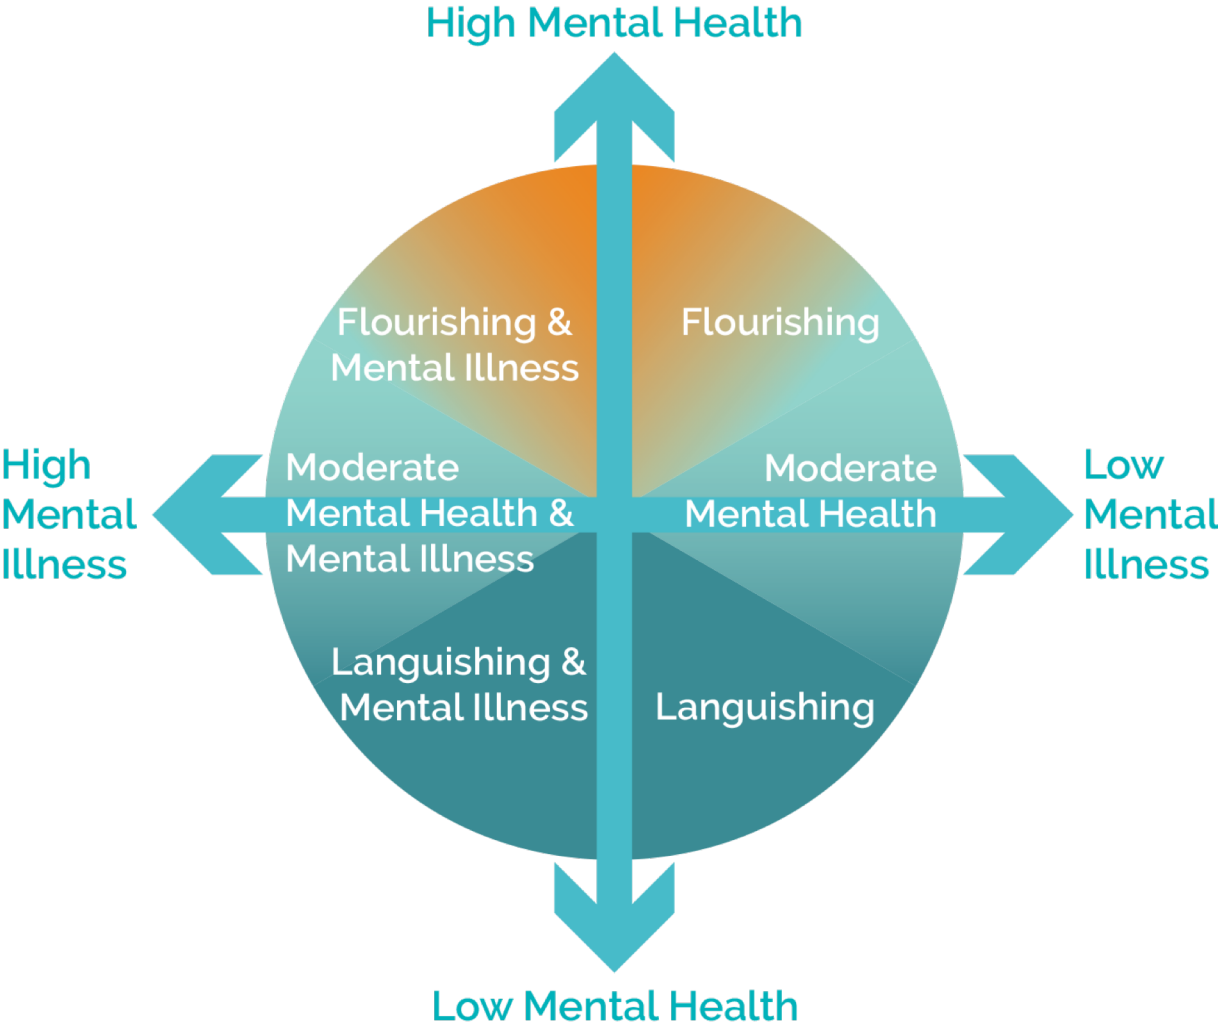 High Mental Health
Flourishing &
Mental Illness
Flourishing
High
Mental
Illness
Moderate
Mental Health &
Mental Illness
Moderate
Mental Health
Low
Mental
Illness
Languishing &
Mental Illness
Languishing
Low Mental Health